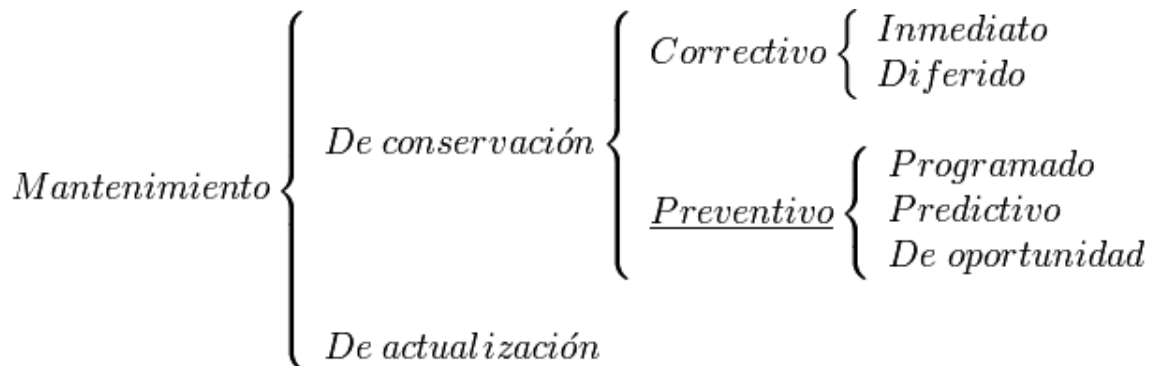 Mantenimiento
De conservación
Correctivo
Inmediato
Diferido
Preventivo
Programado
Predictivo
De oportunidad
De actualización